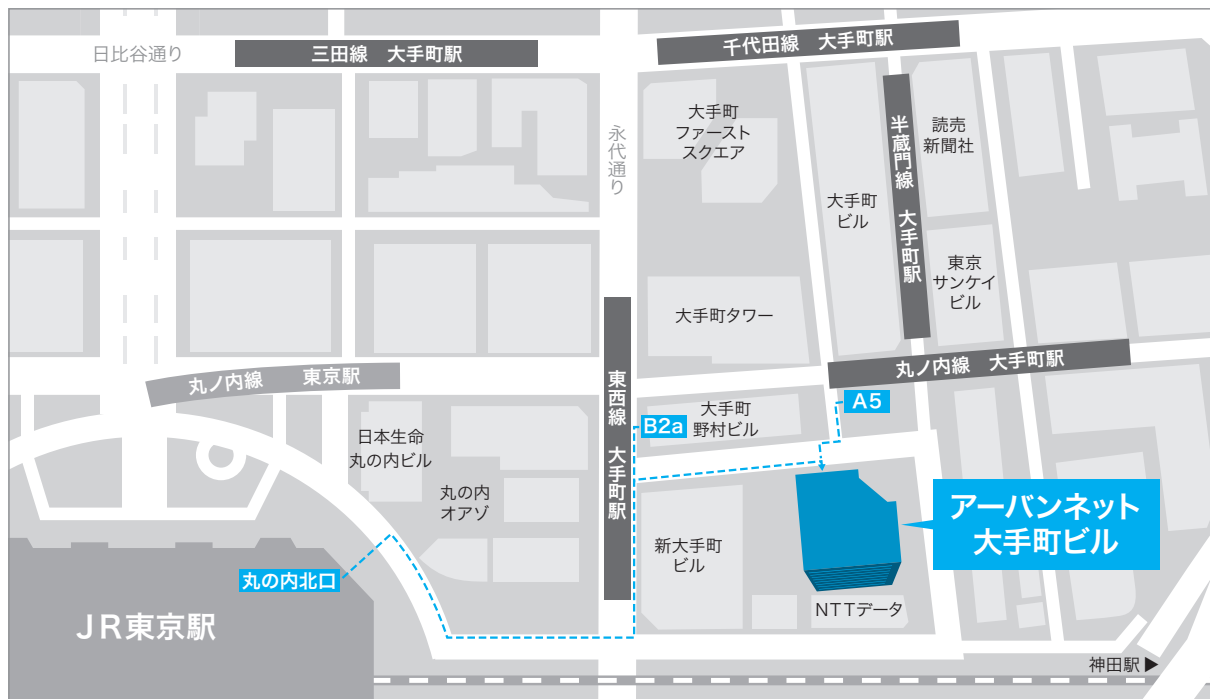 日比谷通り
三田線　大手町駅
千代田線　大手町駅
永代通り
大手町
ファースト
スクエア
大手町
ビル
半蔵門線　大手町駅
読売
新聞社
東京
サンケイ
ビル
大手町タワー
丸ノ内線　大手町駅
丸ノ内線　東京駅
東西線　大手町駅
A5
B2a
大手町
野村ビル
日本生命
丸の内ビル
丸の内
オアゾ
アーバンネット
大手町ビル
新大手町
ビル
丸の内北口
NTTデータ
JR東京駅
神田駅▶